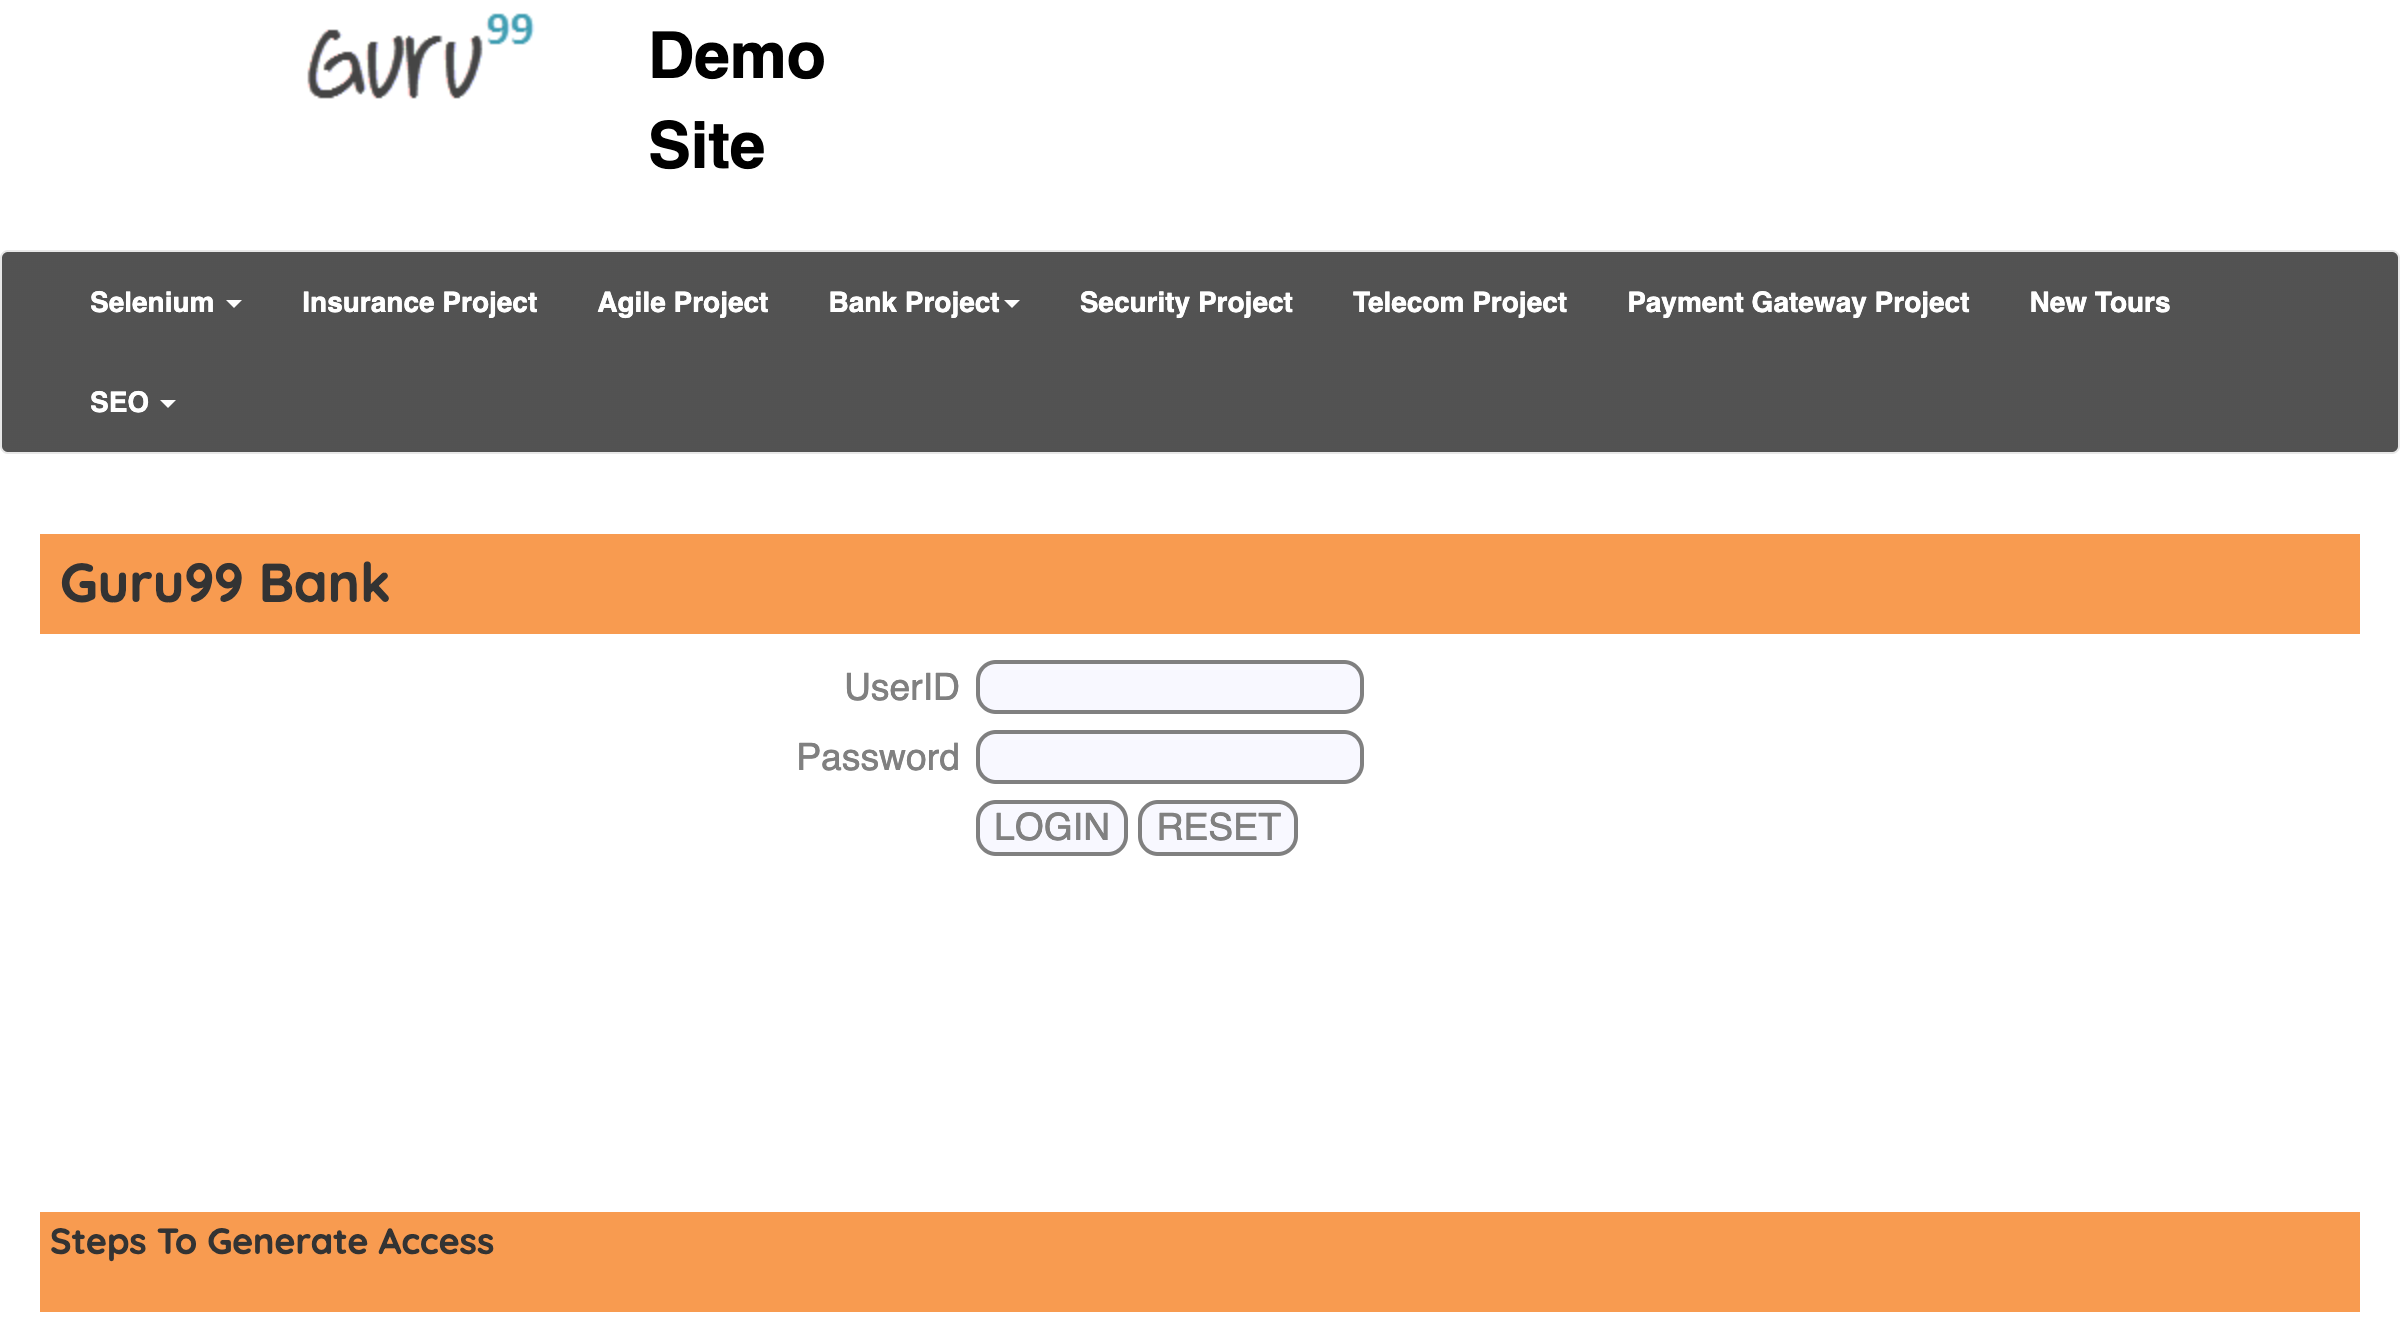 Guru99
Demo
Site
Selenium Insurance Project Agile Project Bank Project Security Project Telecom Project Payment Gateway Project New Tours
SEO
Guru99 Bank
UserID
Password
LOGIN RESET
Steps To Generate Access